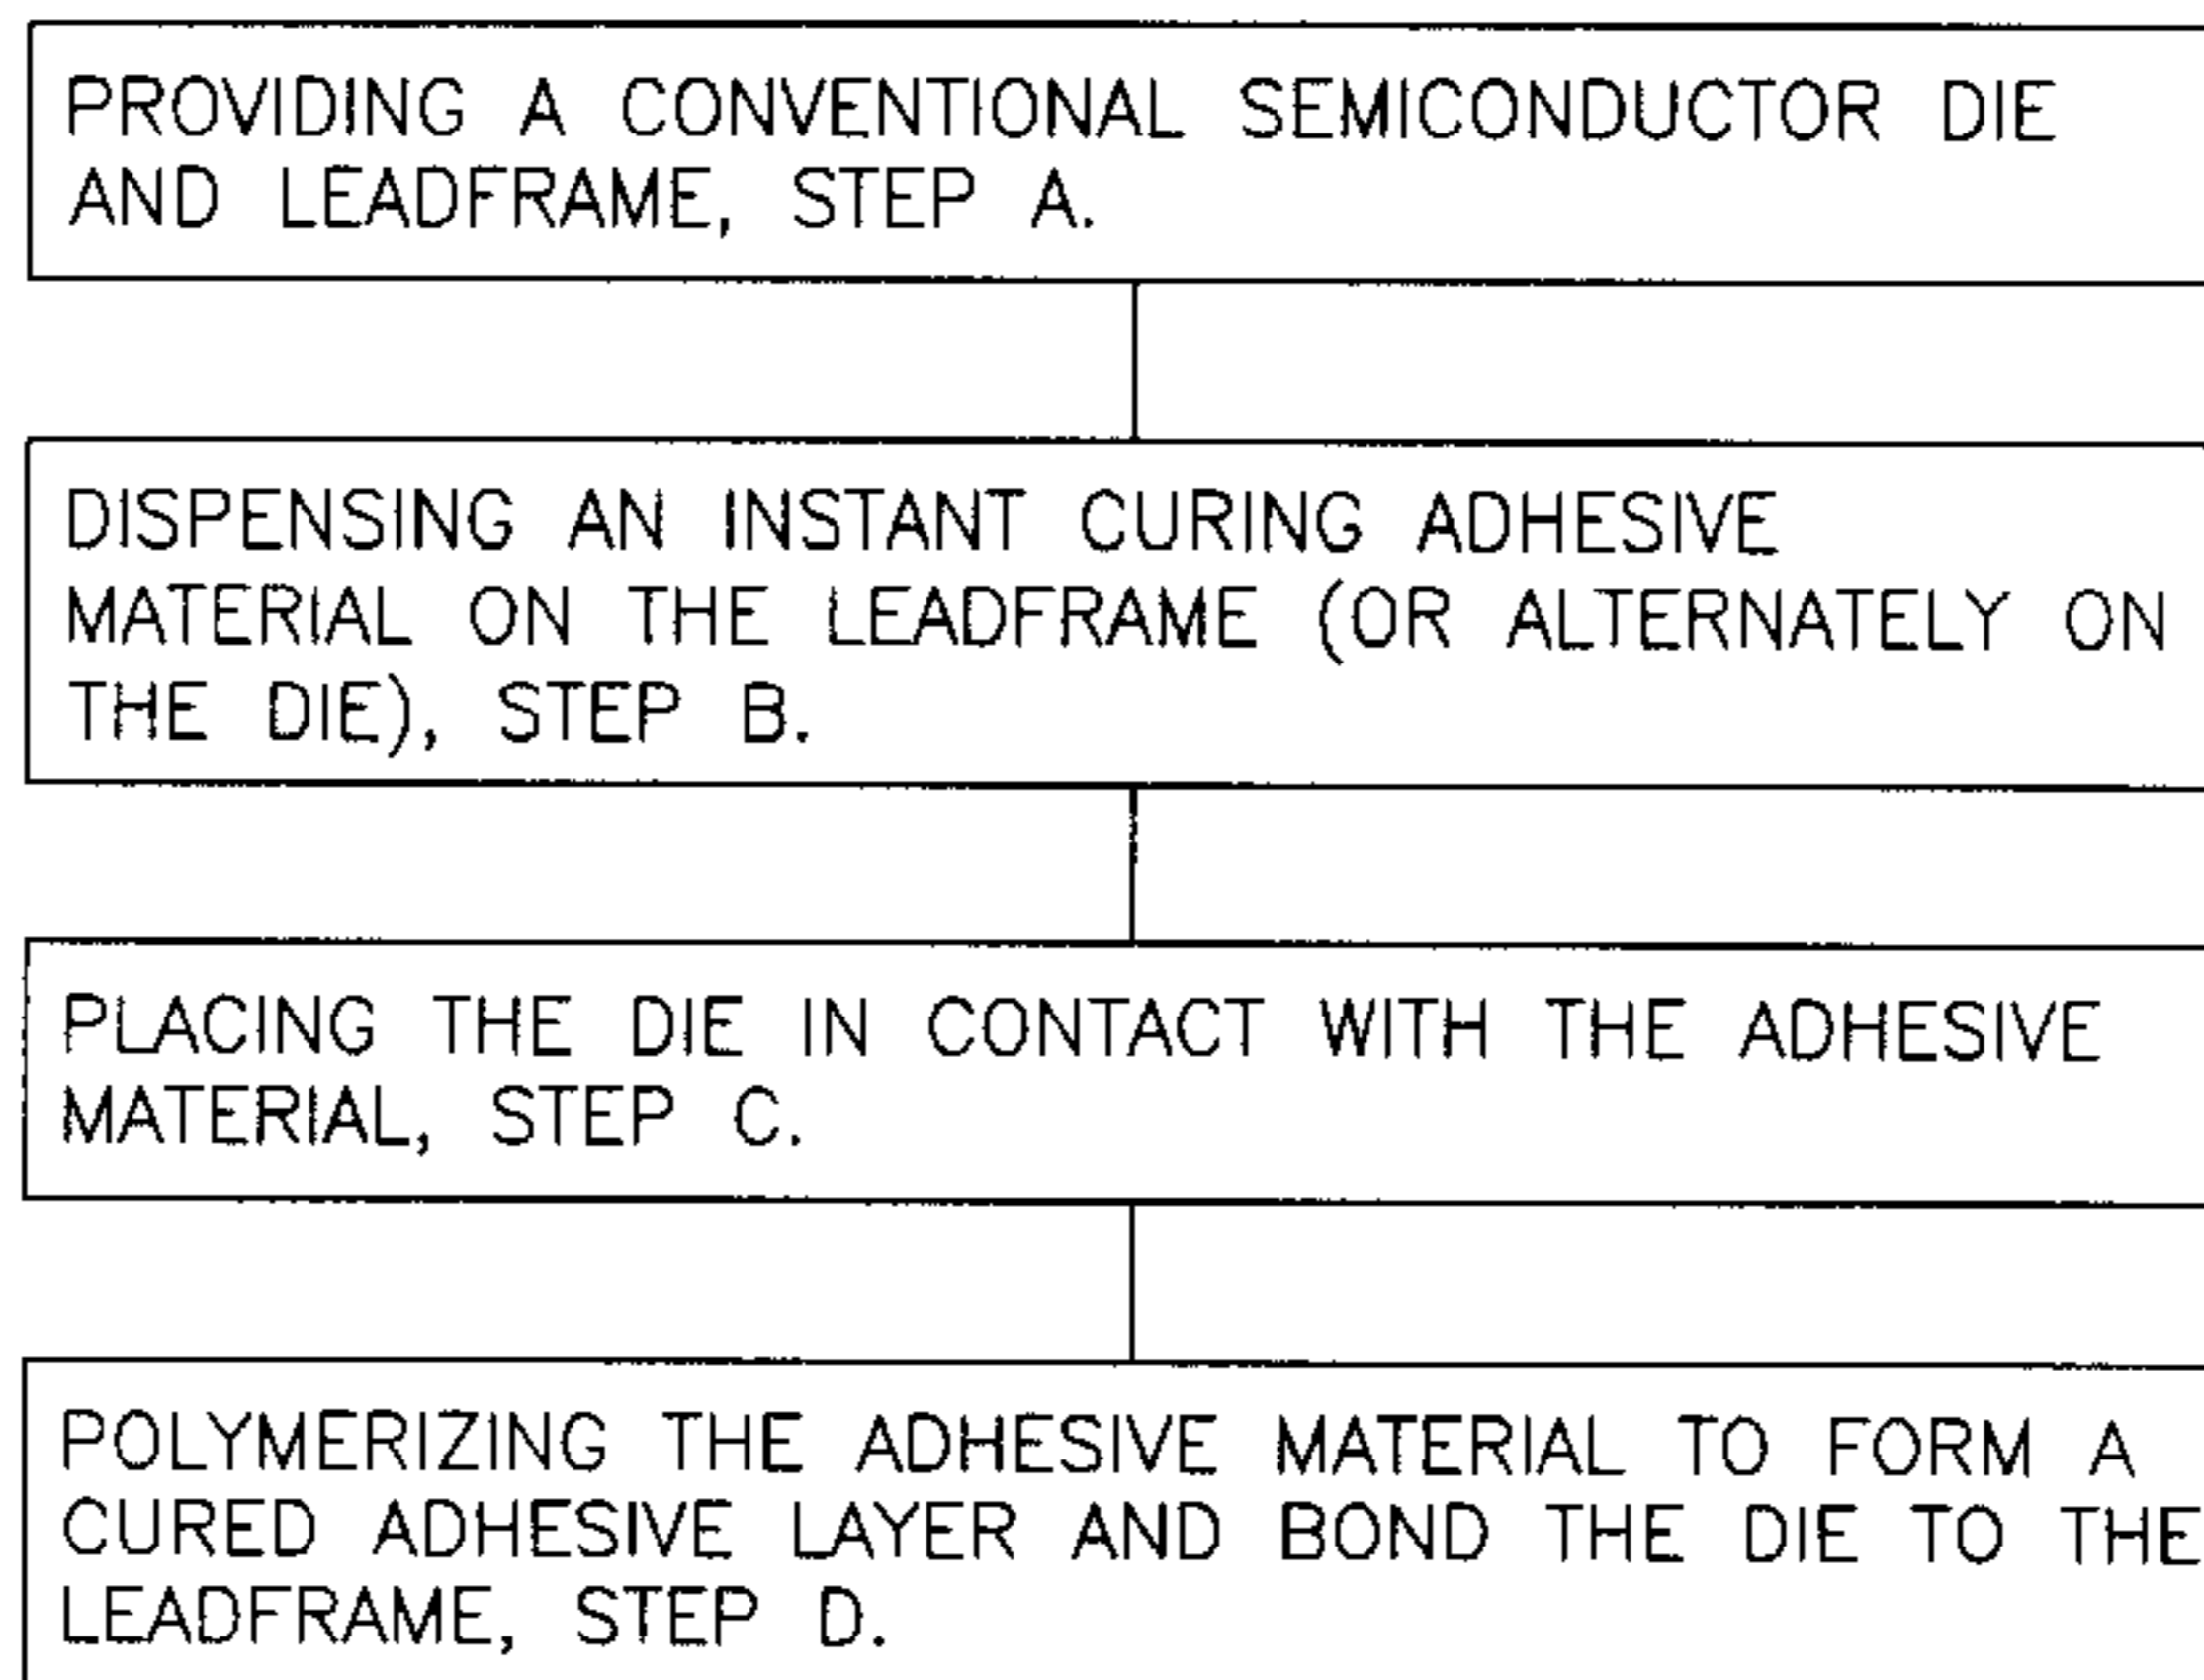 PROVIDING A CONVENTIONAL SEMICONDUCTOR DIE
AND LEADFRAME, STEP A.
DISPENSING AN INSTANT CURING ADHESIVE
MATERIAL ON THE LEADFRAME (OR ALTERNATELY ON
THE DIE), STEP B.
PLACING THE DIE IN CONTACT WITH THE ADHESIVE
MATERIAL, STEP C.
POLYMERIZING THE ADHESIVE MATERIAL TO FORM A
CURED ADHESIVE LAYER AND BOND THE DIE TO THE
LEADFRAME, STEP D.